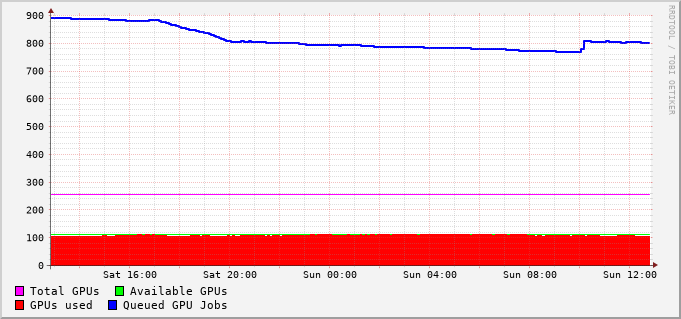 900
800
700
600
500
400
300
200
100
0
Sat 16:00 Sat 20:00 Sun 00:00 Sun 04:00 Sun 08:00 Sun 12:00
Total GPUs Available GPUs
GPUs used Queued GPU Jobs
RRDTOOL / TOBI OETIKER